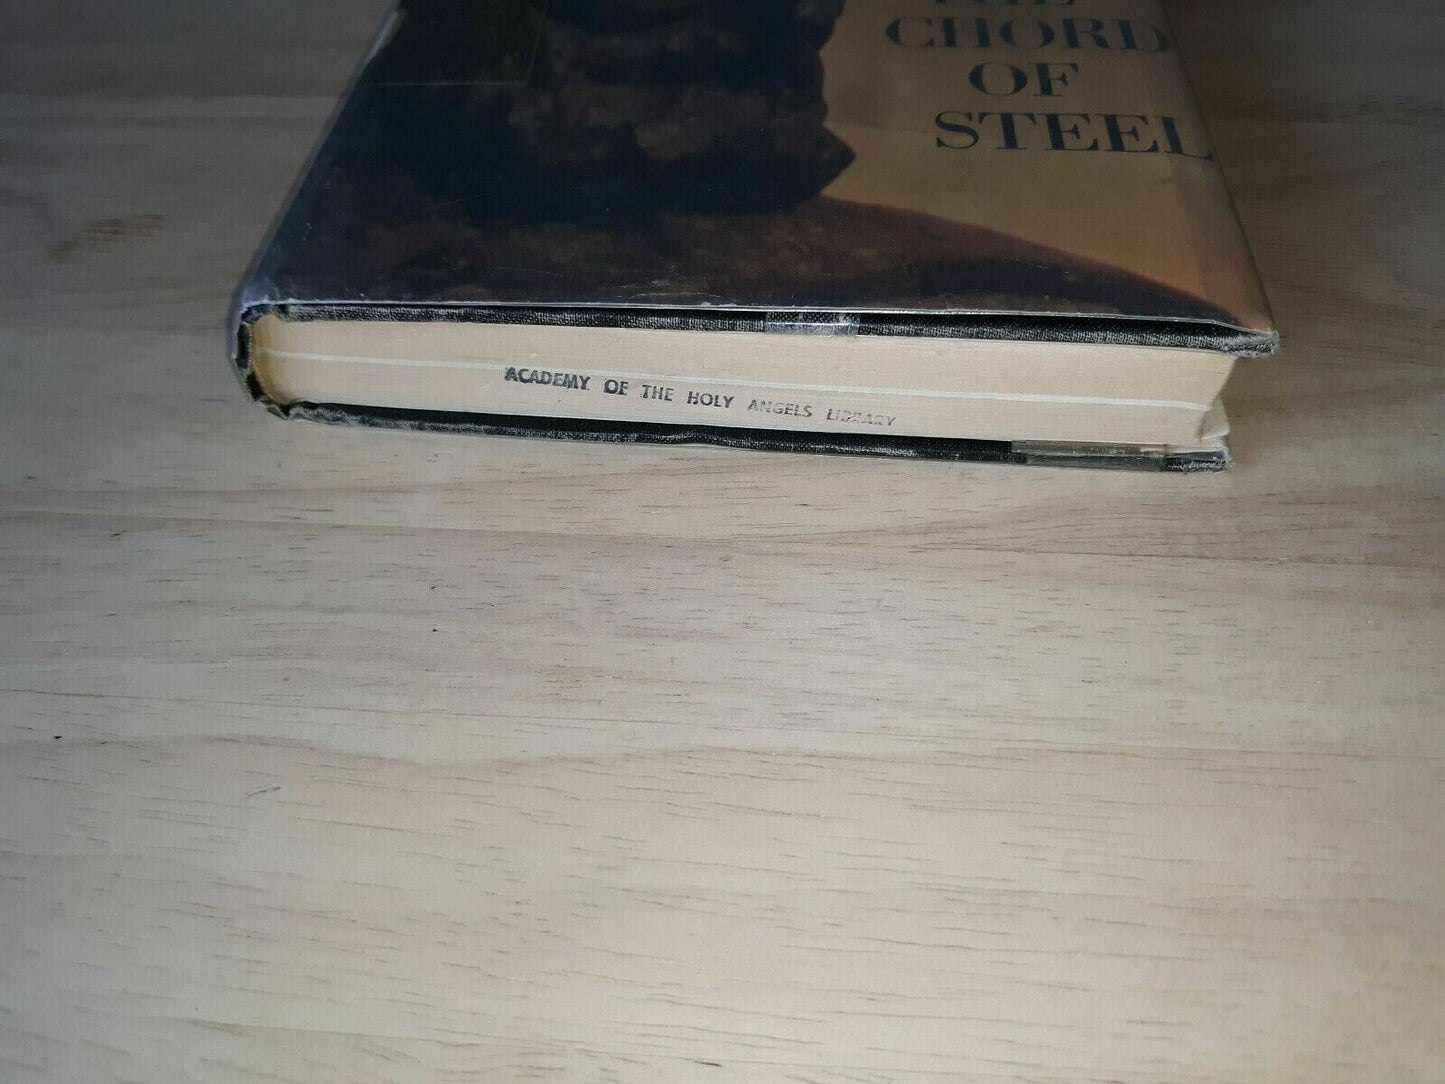 CHORD
OF
STEEL
ACADEMY OF THE HOLY ANGELS LIBRARY